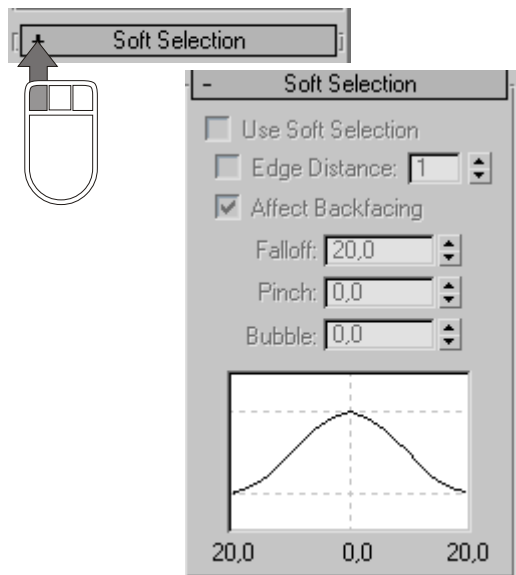 + Soft Selection
- Soft Selection
Use Soft Selection
Edge Distance: 1
Affect Backfacing
Falloff: 20,0
Pinch: 0,0
Bubble: 0,0
20,0 0,0 20,0